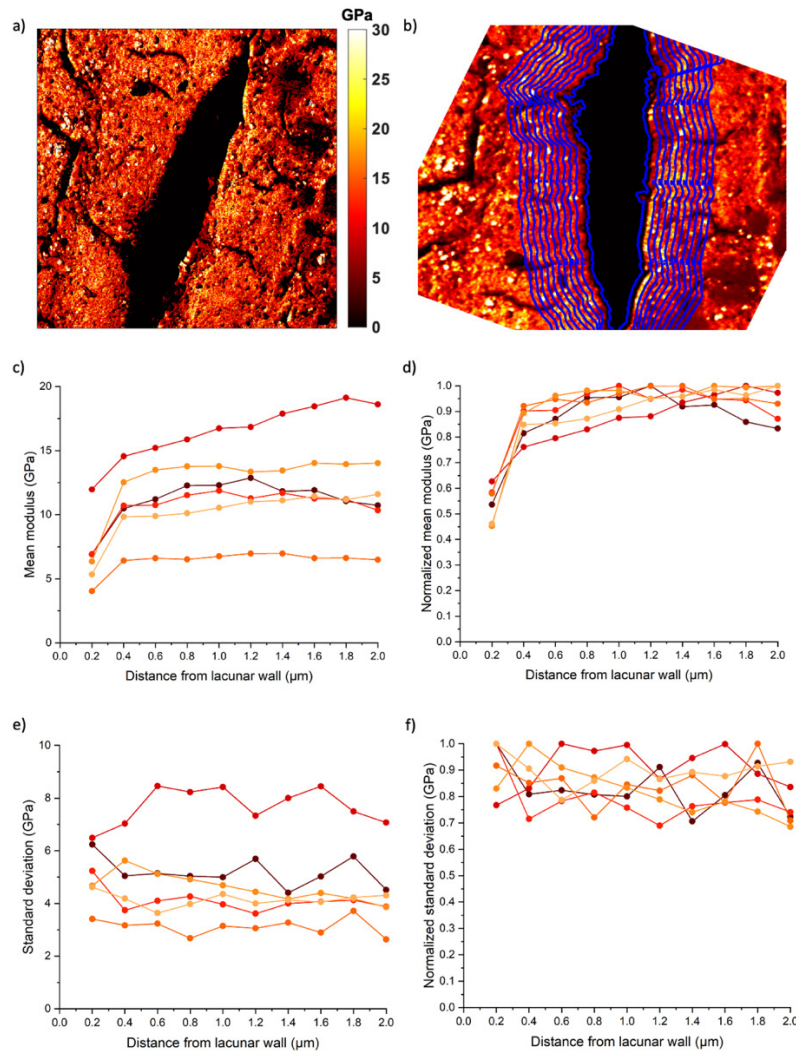 a)
GPa
30
25
20
15
10
5
0
b)
c)
20
15
10
5
0
Mean modulus (GPa)
0.0 0.2 0.4 0.6 0.8 1.0 1.2 1.4 1.6 1.8 2.0
Distance from lacunar wall (µm)
d)
1.0
0.9
0.8
0.7
0.6
0.5
0.4
0.3
0.2
0.1
0.0
Normalized mean modulus (GPa)
0.0 0.2 0.4 0.6 0.8 1.0 1.2 1.4 1.6 1.8 2.0
Distance from lacunar wall (µm)
e)
10
8
6
4
2
0
Standard deviation (GPa)
0.0 0.2 0.4 0.6 0.8 1.0 1.2 1.4 1.6 1.8 2.0
Distance from lacunar wall (µm)
f)
1.0
0.9
0.8
0.7
0.6
0.5
0.4
0.3
0.2
0.1
0.0
Normalized standard deviation (GPa)
0.0 0.2 0.4 0.6 0.8 1.0 1.2 1.4 1.6 1.8 2.0
Distance from lacunar wall (µm)